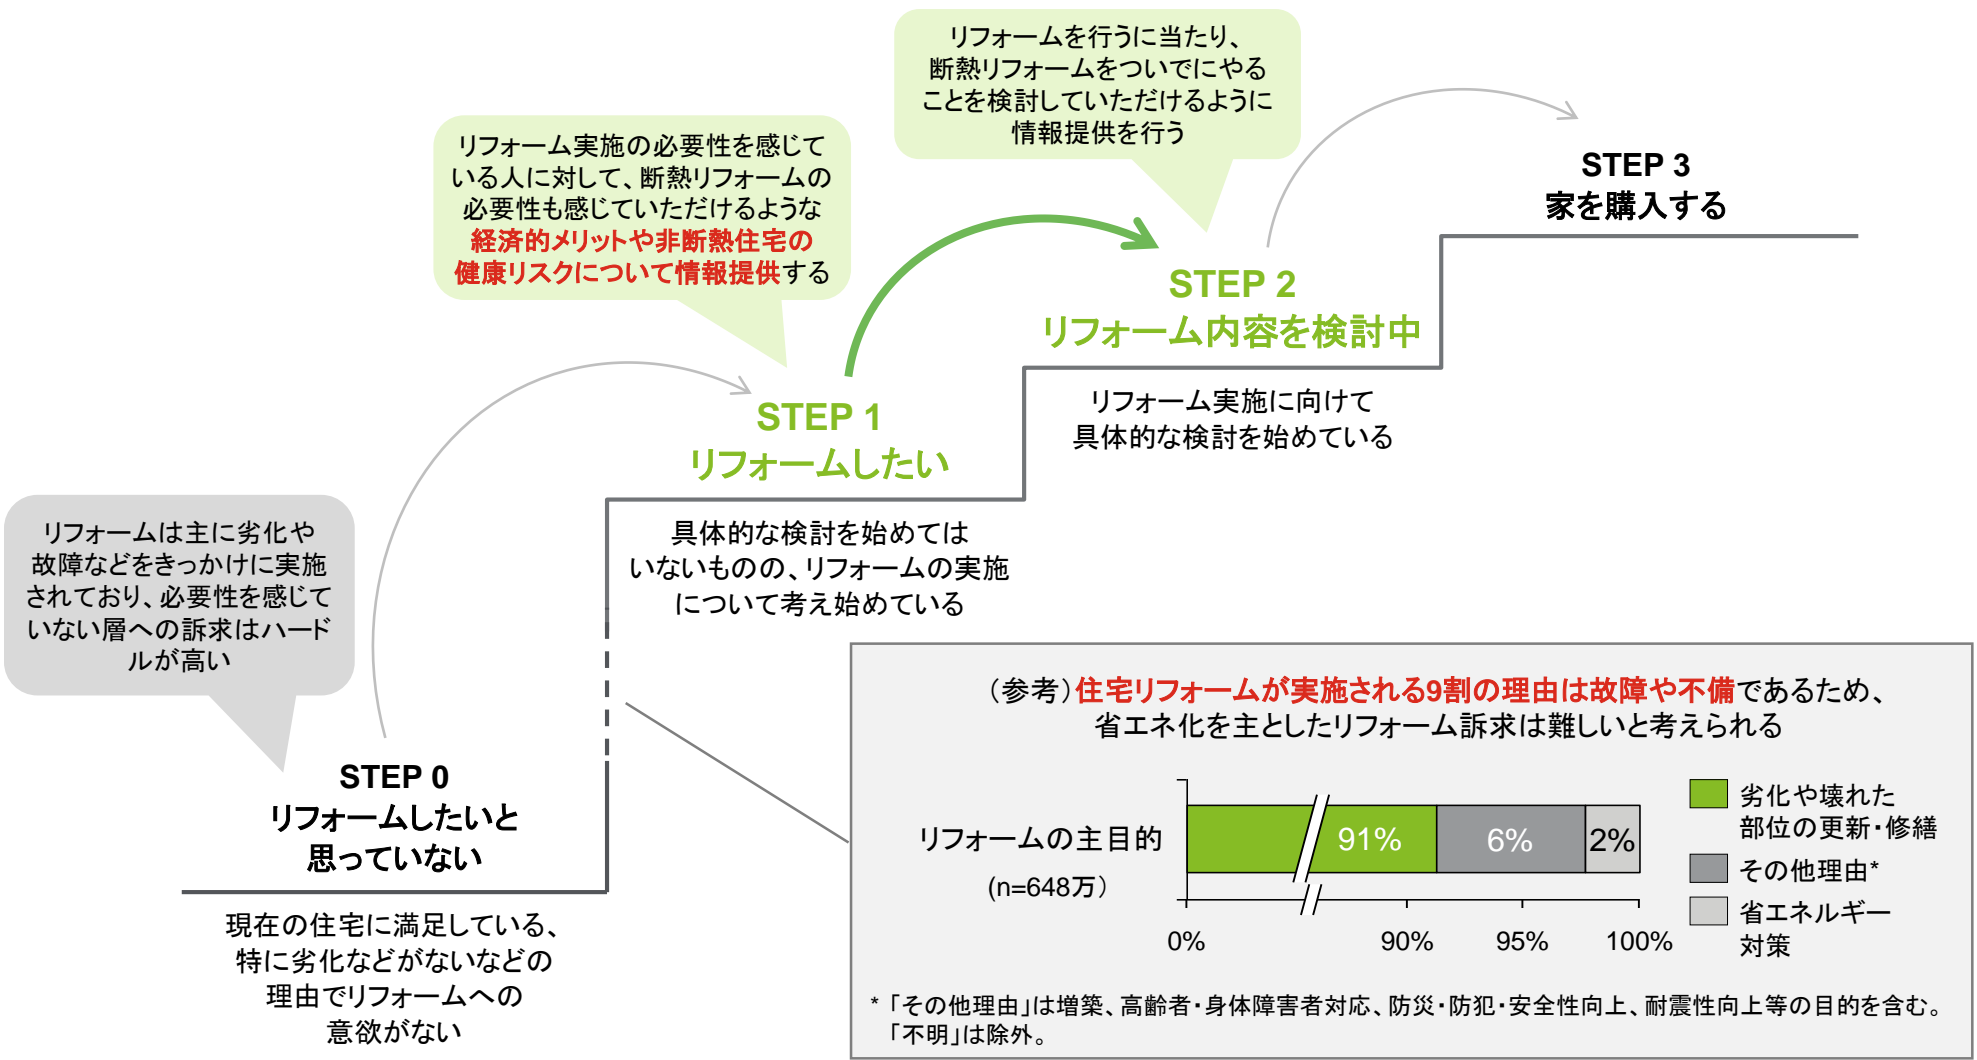 リフォームを行うに当たり、
断熱リフォームをついでにやる
ことを検討していただけるように
情報提供を行う
リフォーム実施の必要性を感じて
いる人に対して、断熱リフォームの
必要性も感じていただけるような
経済的メリットや非断熱住宅の
健康リスクについて情報提供する
STEP 3
家を購入する
STEP 2
リフォーム内容を検討中
リフォーム実施に向けて
具体的な検討を始めている
STEP 1
リフォームしたい
具体的な検討を始めては
いないものの、リフォームの実施
について考え始めている
リフォームは主に劣化や
故障などをきっかけに実施
されており、必要性を感じて
いない層への訴求はハード
ルが高い
STEP 0
リフォームしたいと
思っていない
現在の住宅に満足している、
特に劣化などがないなどの
理由でリフォームへの
意欲がない
（参考）住宅リフォームが実施される9割の理由は故障や不備であるため、
省エネ化を主としたリフォーム訴求は難しいと考えられる
リフォームの主目的
(n=648万）
91%
6%
2%
0%
90%
95%
100%
劣化や壊れた
部位の更新・修繕
その他理由*
省エネルギー
対策
* 「その他理由」は増築、高齢者・身体障害者対応、防災・防犯・安全性向上、耐震性向上等の目的を含む。
「不明」は除外。